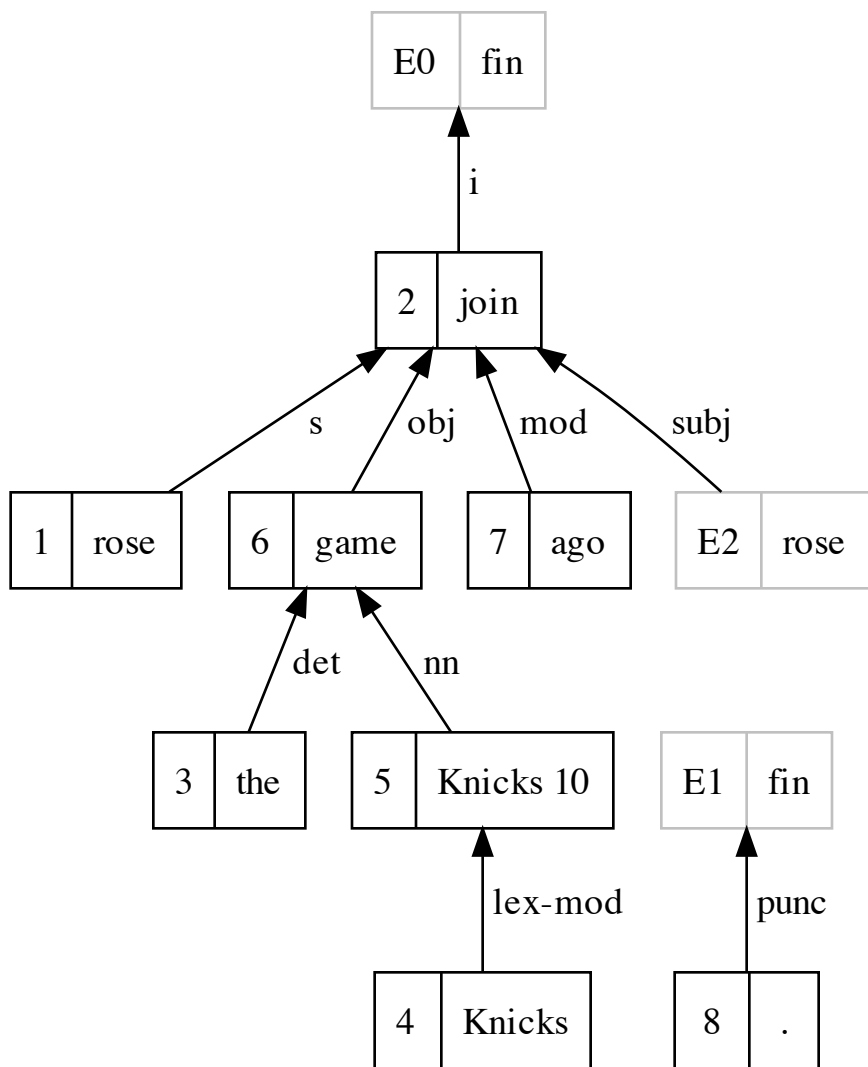 E0 fin
i
2 join
s obj mod subj
1 rose 6 game 7 ago E2 rose
det nn
3 the 5 Knicks 10 E1 fin
lex-mod punc
4 Knicks 8 .